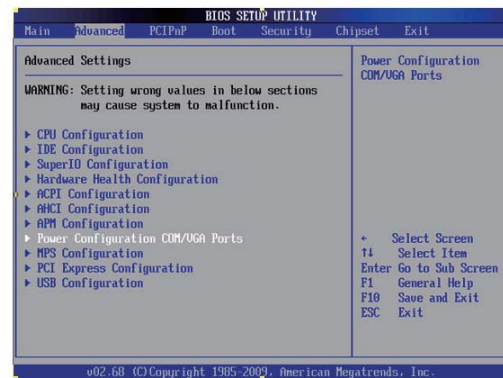 BIOS SETUP UTILITY
Main Advanced PCIPnP Boot Security Chipset Exit
Advanced Settings
WARNING: Setting wrong values in below sections
may cause system to malfunction.
▶ CPU Configuration
▶ IDE Configuration
▶ SuperIO Configuration
▶ Hardware Health Configuration
▶ ACPI Configuration
▶ AHCI Configuration
▶ APM Configuration
▶ Power Configuration COM/VGA Ports
▶ MPS Configuration
▶ PCI Express Configuration
▶ USB Configuration
Power Configuration
COM/VGA Ports
← Select Screen
↑↓ Select Item
Enter Go to Sub Screen
F1 General Help
F10 Save and Exit
ESC Exit
v02.68 (C)Copyright 1985-2009, American Megatrends, Inc.